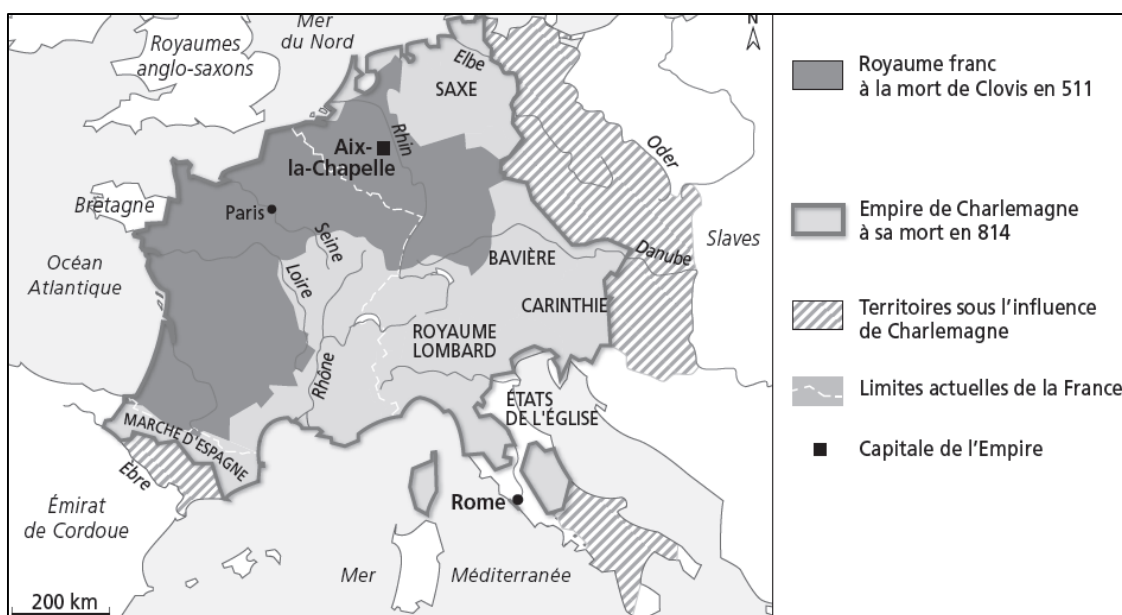 Mer
du Nord
Royaumes
anglo-saxons
N
Elbe
SAXE
Rhin
Aix-
la-Chapelle
Oder
Bretagne
Paris
Seine
Slaves
Danube
BAVIÈRE
Océan
Atlantique
Loire
CARINTHIE
ROYAUME
LOMBARD
Rhône
ÉTATS
DE L'ÉGLISE
MARCHE D'ESPAGNE
Èbre
Rome
Émirat
de Cordoue
Mer
Méditerranée
200 km
Royaume franc
à la mort de Clovis en 511
Empire de Charlemagne
à sa mort en 814
Territoires sous l'influence
de Charlemagne
Limites actuelles de la France
Capitale de l'Empire